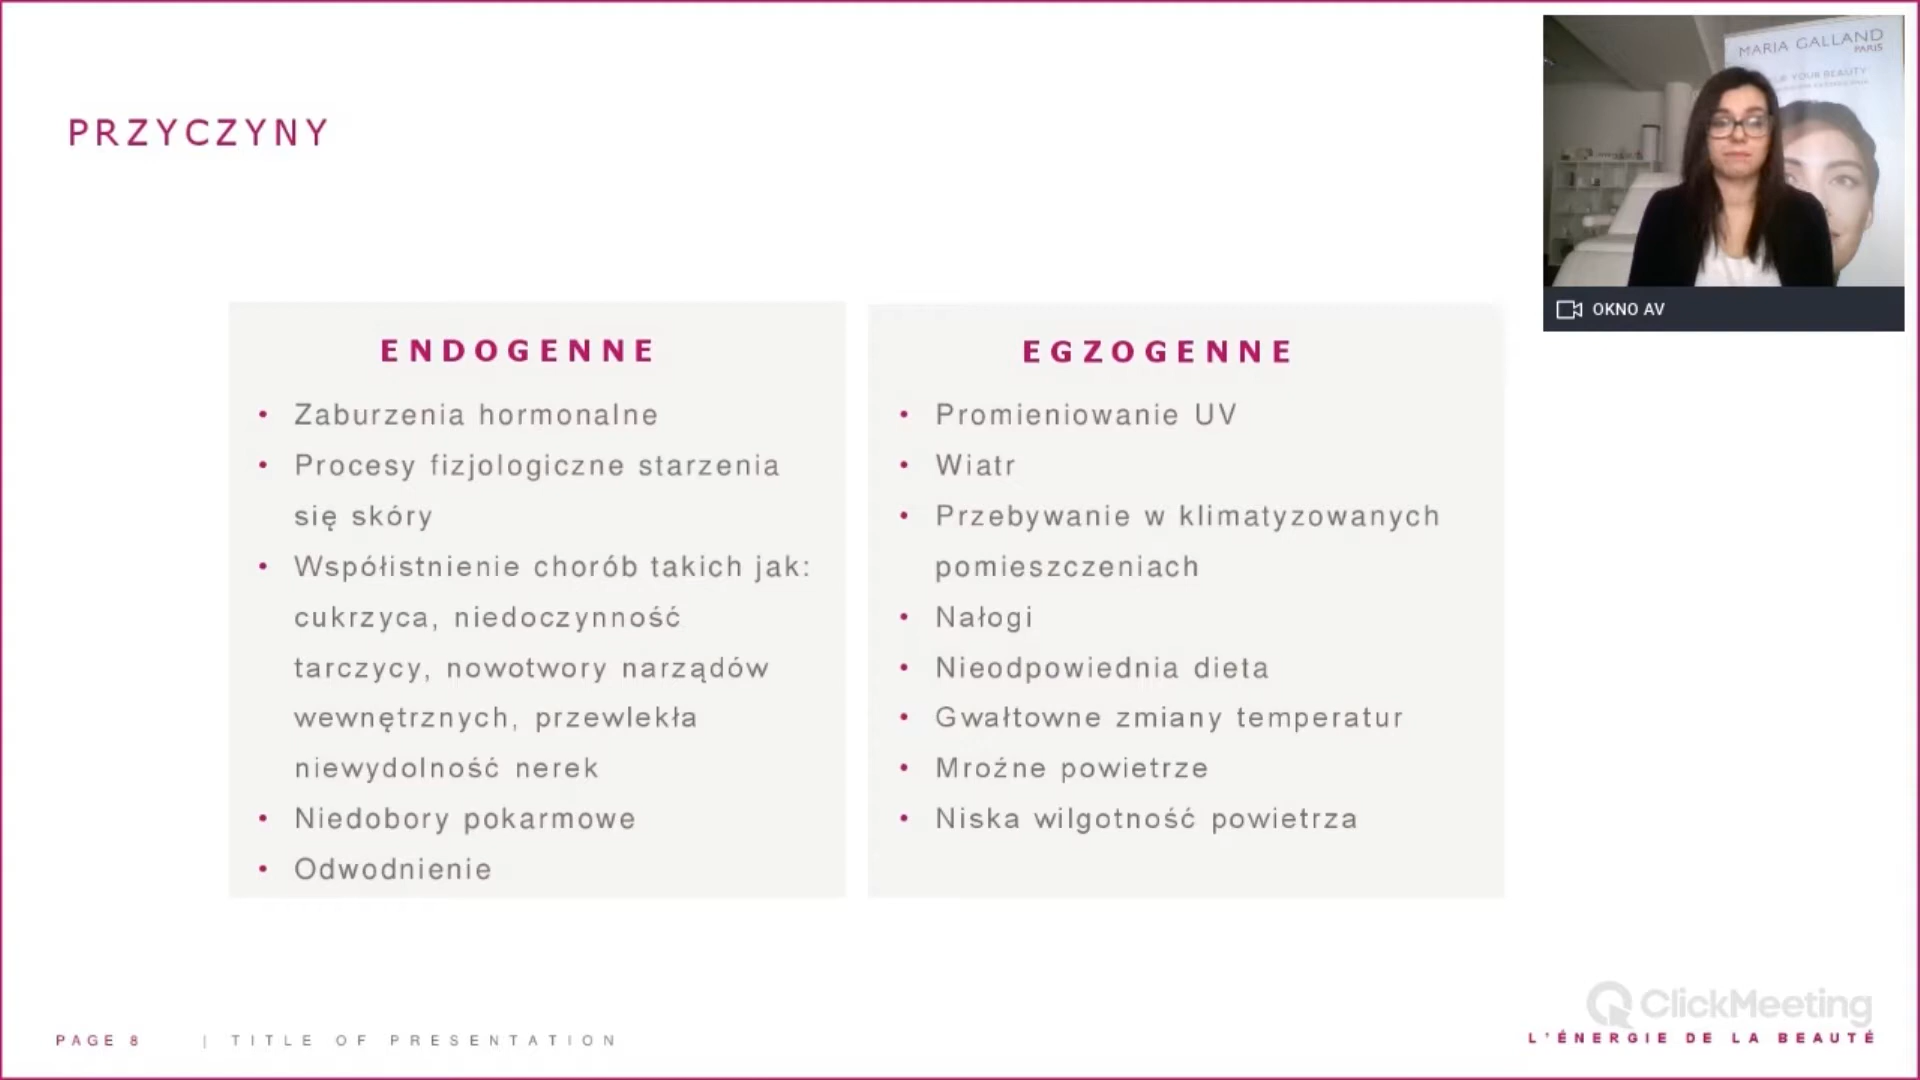 PRZYCZYNY
ENDOGENNE
• Zaburzenia hormonalne
• Procesy fizjologiczne starzenia
się skóry
• Współistnienie chorób takich jak:
cukrzyca, niedoczynność
tarczycy, nowotwory narządów
wewnętrznych, przewlekła
niewydolność nerek
• Niedobory pokarmowe
• Odwodnienie
EGZOGENNE
• Promieniowanie UV
• Wiatr
• Przebywanie w klimatyzowanych
pomieszczeniach
• Nałogi
• Nieodpowiednia dieta
• Gwałtowne zmiany temperatur
• Mroźne powietrze
• Niska wilgotność powietrza
MARIA GALLAND
PARIS
YOUR BEAUTY
OKNO AV
ClickMeeting
PAGE 8 | TITLE OF PRESENTATION
L'ÉNERGIE DE LA BEAUTÉ